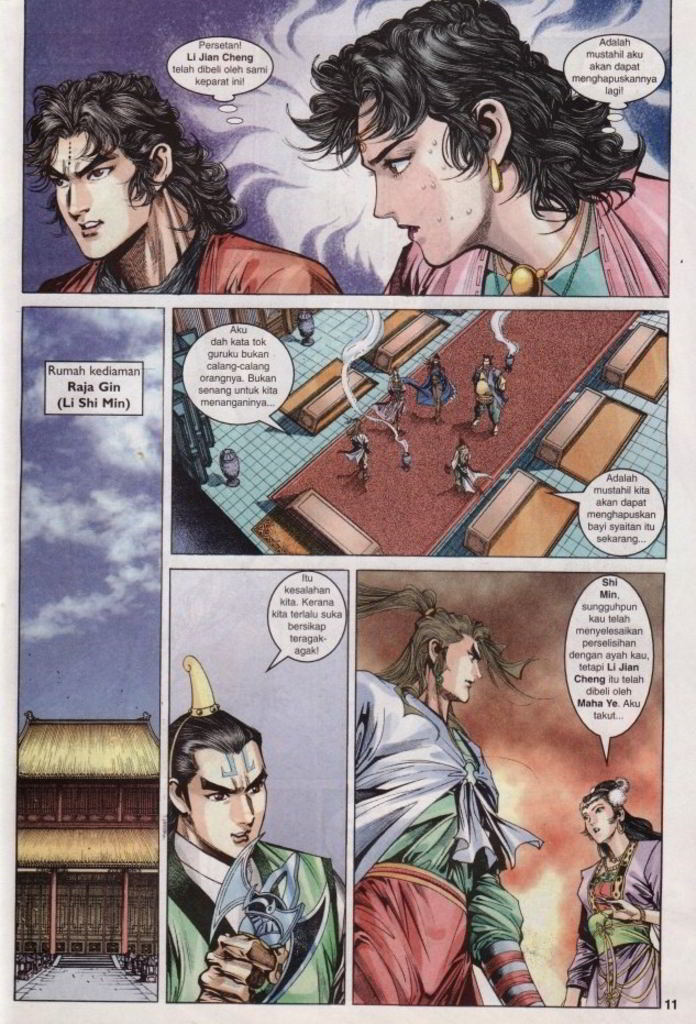 Persetan!
Li Jian Cheng
telah dibeli oleh sami
keparat ini!
Adalah
mustahil aku
akan dapat
menghapuskannya
lagi!
Rumah kediaman
Raja Gin
(Li Shi Min)
Aku
dah kata tok
guruku bukan
calang-calang
orangnya. Bukan
senang untuk kita
menanganinya...
Adalah
mustahil kita
akan dapat
menghapuskan
bayi syaitan itu
sekarang...
Itu
kesalahan
kita. Kerana
kita terlalu suka
bersikap
teragak-
agak!
Shi
Min,
sungguhpun
kau telah
menyelesaikan
perselisihan
dengan ayah kau,
tetapi Li Jian
Cheng itu telah
dibeli oleh
Maha Ye. Aku
takut...
11